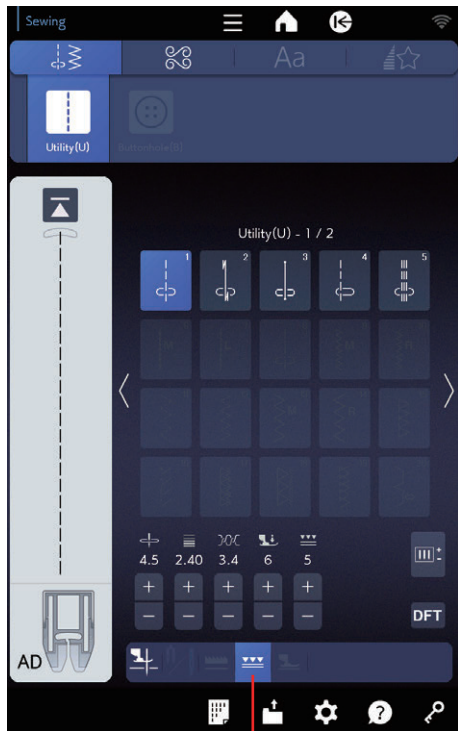 Sewing
Aa
Utility(U)
Buttonhole(B)
Utility(U) - 1 / 2
1 2 3 4 5
4.5 2.40 3.4 6 5
+ + + + +
− − − − −
DFT
AD
?